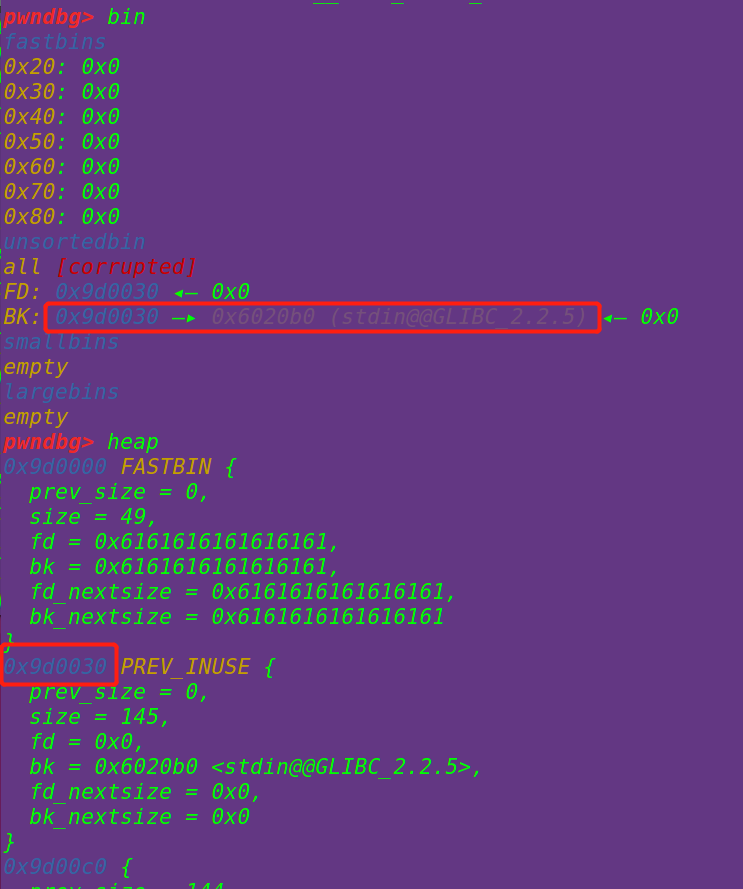 pwndbg> bin
fastbins
0x20: 0x0
0x30: 0x0
0x40: 0x0
0x50: 0x0
0x60: 0x0
0x70: 0x0
0x80: 0x0
unsortedbin
all [corrupted]
FD: 0x9d0030 ◂— 0x0
BK: 0x9d0030 —▸ 0x6020b0 (stdin@@GLIBC_2.2.5) ◂— 0x0
smallbins
empty
largebins
empty
pwndbg> heap
0x9d0000 FASTBIN {
  prev_size = 0,
  size = 49,
  fd = 0x6161616161616161,
  bk = 0x6161616161616161,
  fd_nextsize = 0x6161616161616161,
  bk_nextsize = 0x6161616161616161
}
0x9d0030 PREV_INUSE {
  prev_size = 0,
  size = 145,
  fd = 0x0,
  bk = 0x6020b0 <stdin@@GLIBC_2.2.5>,
  fd_nextsize = 0x0,
  bk_nextsize = 0x0
}
0x9d00c0 {
  prev_size = 144